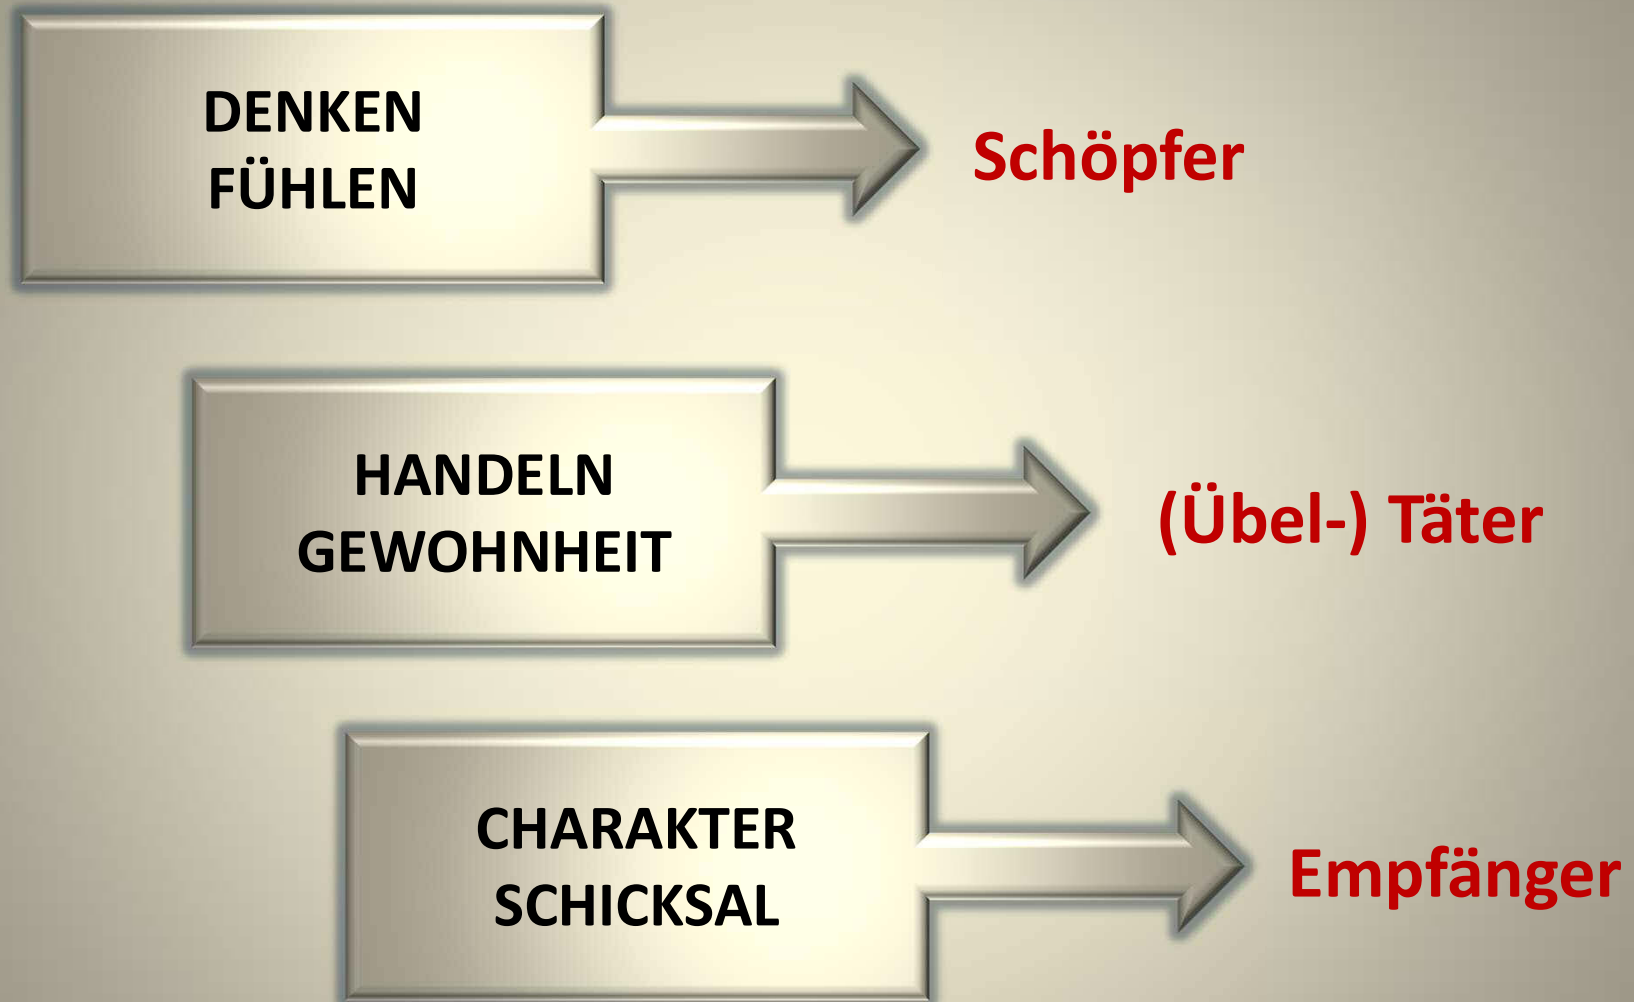 DENKEN
FÜHLEN
Schöpfer
HANDELN
GEWOHNHEIT
(Übel-) Täter
CHARAKTER
SCHICKSAL
Empfänger